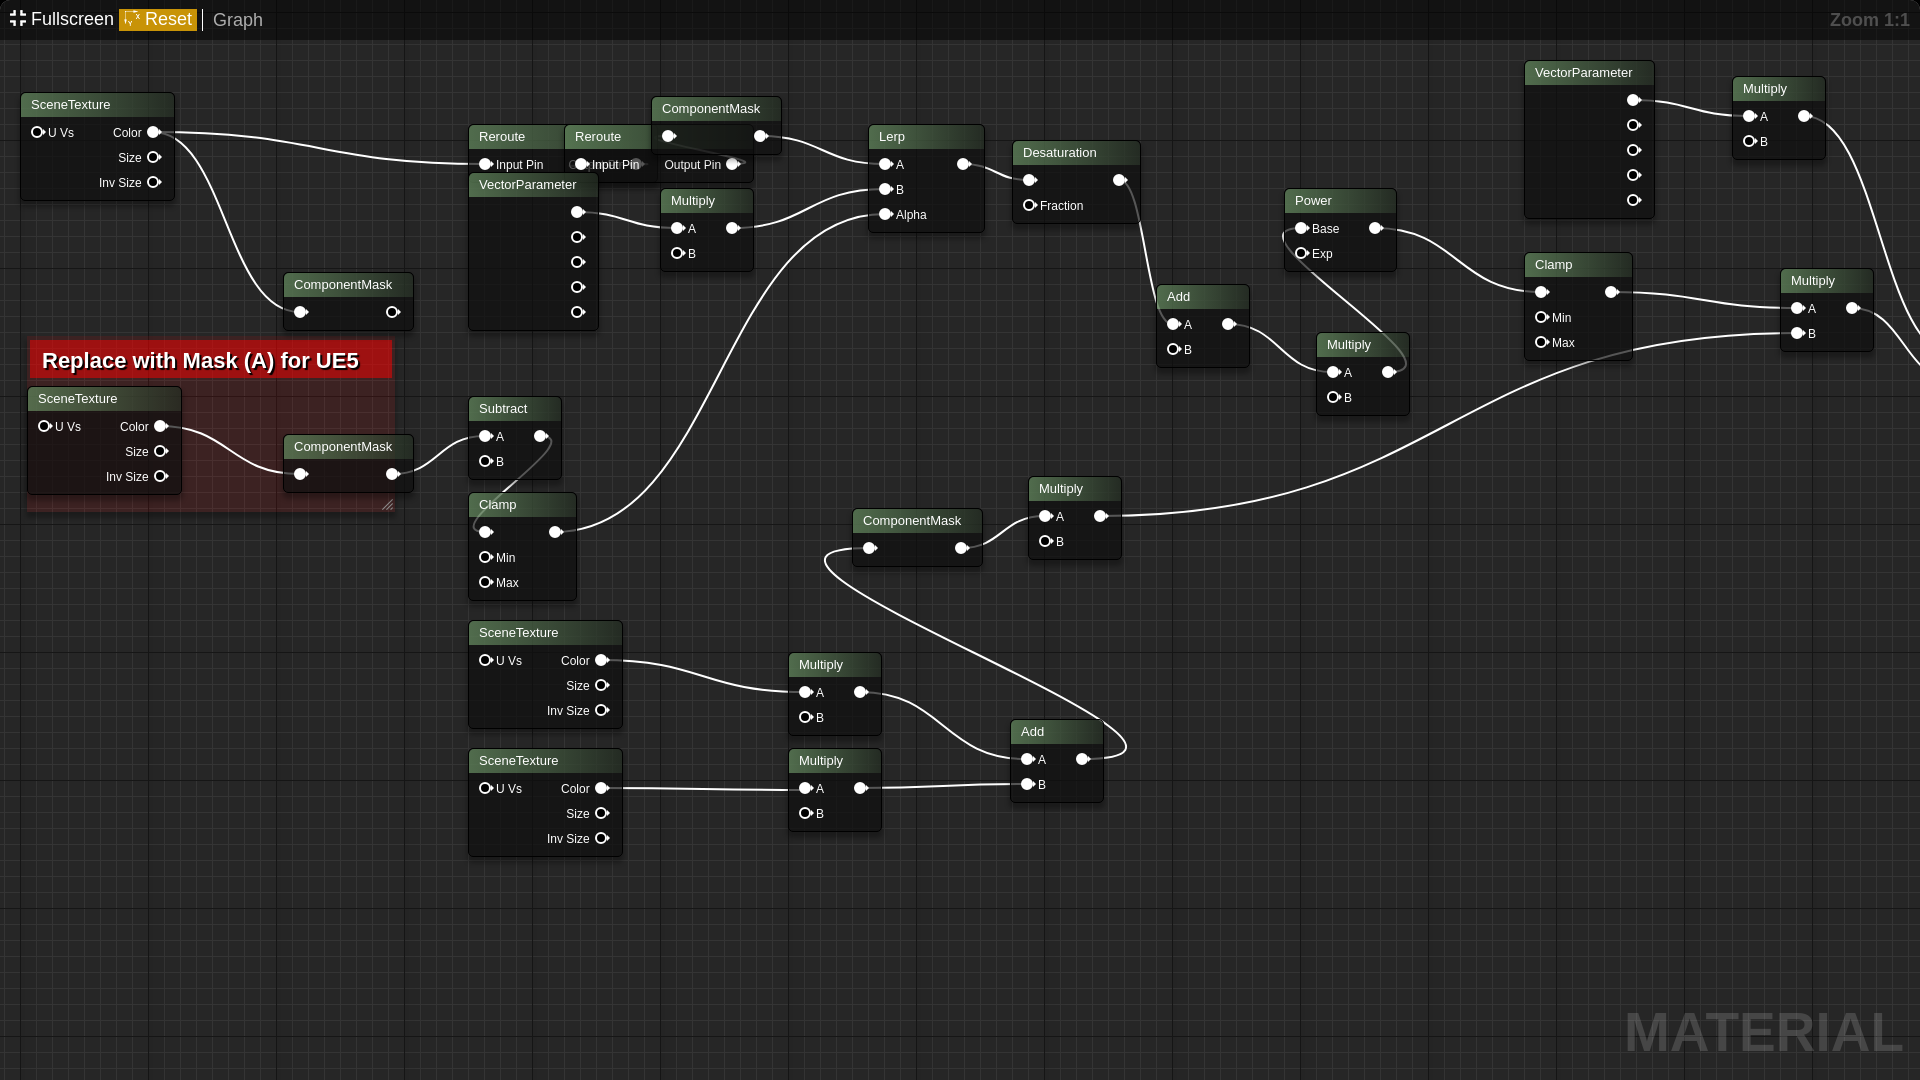 Fullscreen Reset Graph Zoom 1:1
SceneTexture
U Vs Color
Size
Inv Size
Reroute
Input Pin
Reroute
Input Pin Output Pin
ComponentMask
VectorParameter
Multiply
A
B
Lerp
A
B
Alpha
Desaturation
Fraction
VectorParameter
Multiply
A
B
Power
Base
Exp
ComponentMask
Add
A
B
Multiply
A
B
Clamp
Min
Max
Multiply
A
B
Replace with Mask (A) for UE5
SceneTexture
U Vs Color
Size
Inv Size
ComponentMask
Subtract
A
B
Clamp
Min
Max
ComponentMask
Multiply
A
B
SceneTexture
U Vs Color
Size
Inv Size
Multiply
A
B
SceneTexture
U Vs Color
Size
Inv Size
Multiply
A
B
Add
A
B
MATERIAL